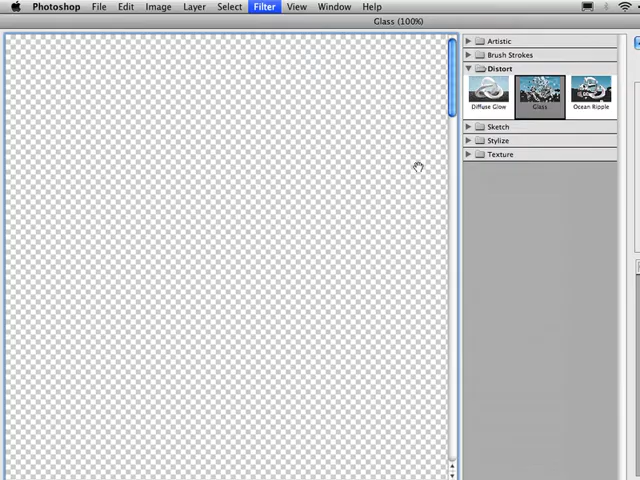 Photoshop File Edit Image Layer Select Filter View Window Help
Glass (100%)
Artistic
Brush Strokes
Distort
Diffuse Glow Glass Ocean Ripple
Sketch
Stylize
Texture